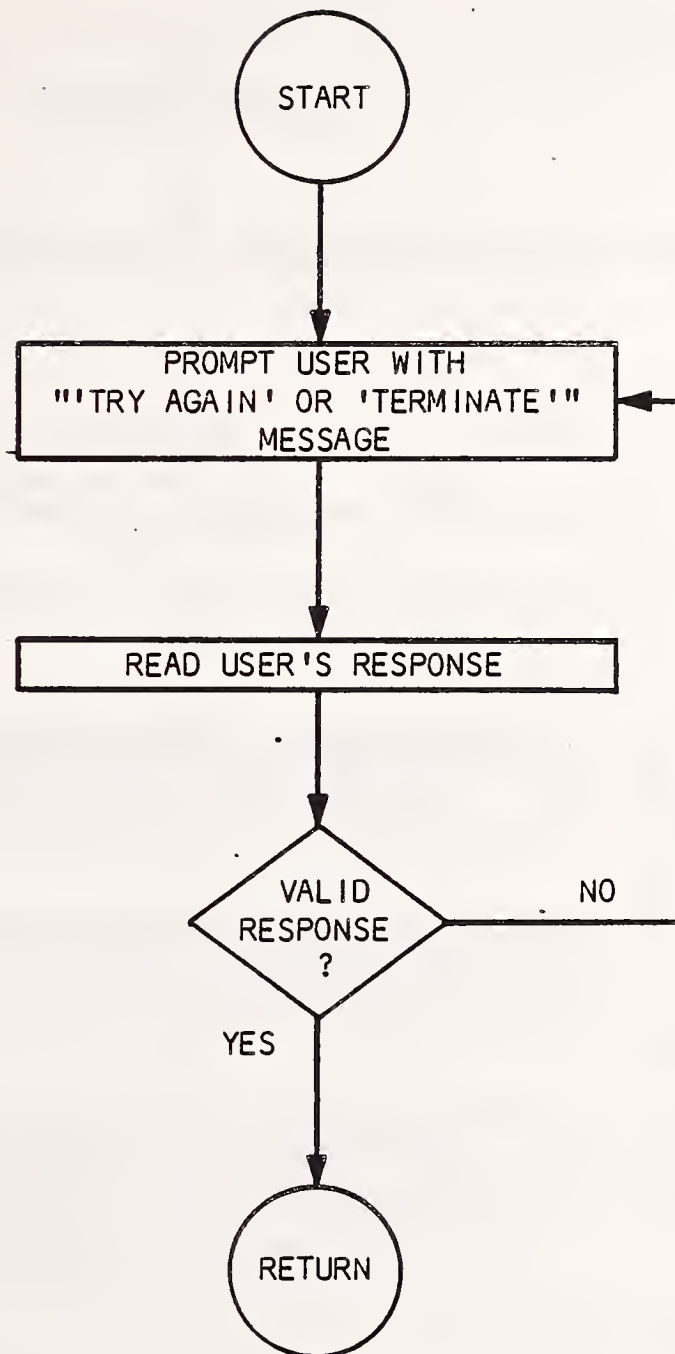 START
PROMPT USER WITH
"'TRY AGAIN' OR 'TERMINATE'"
MESSAGE
READ USER'S RESPONSE
VALID
RESPONSE
?
NO
YES
RETURN